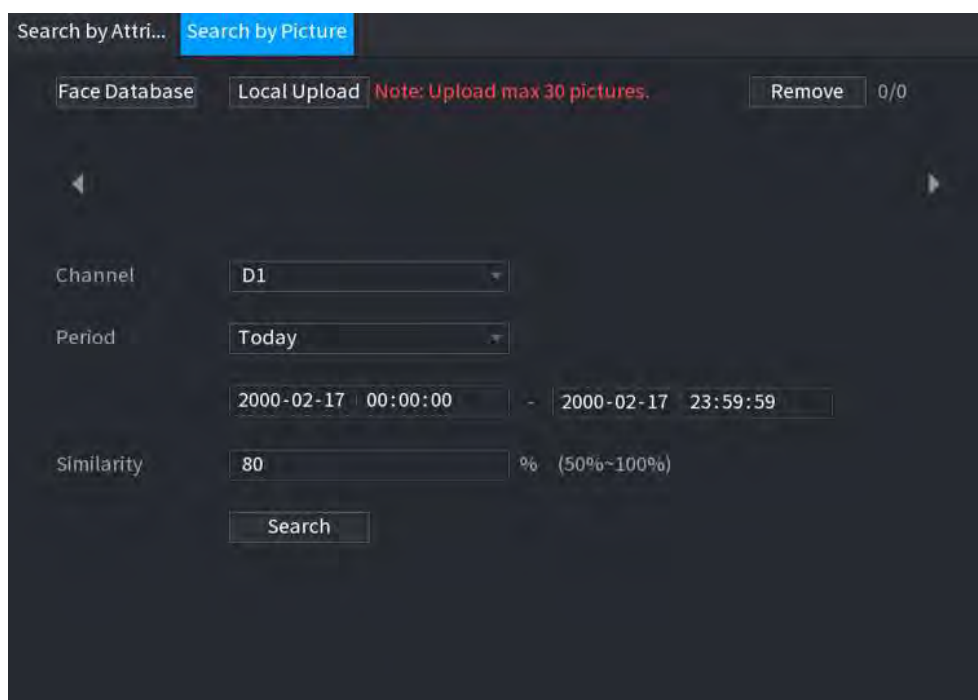 Search by Attri... Search by Picture
Face Database Local Upload Note: Upload max 30 pictures. Remove 0/0
Channel D1
Period Today
2000-02-17 00:00:00 - 2000-02-17 23:59:59
Similarity 80 % (50%~100%)
Search